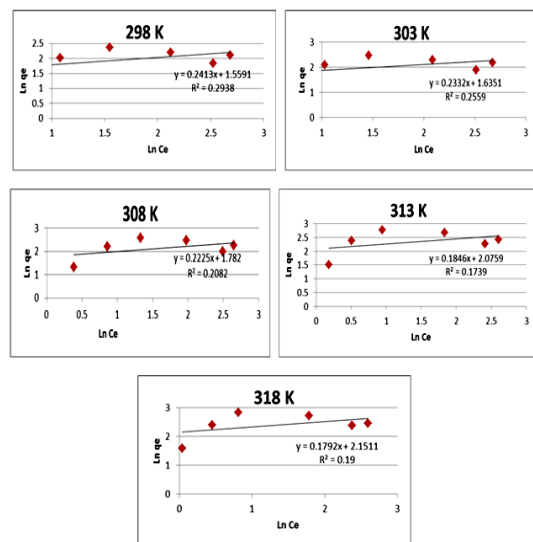 298 K
Ln qe
2.5
2
1.5
1
0.5
0
y = 0.2413x + 1.5591
R² = 0.2938
1 1.5 2 2.5 3
Ln Ce
303 K
Ln qe
3
2
1
0
y = 0.2332x + 1.6351
R² = 0.2559
1 1.5 2 2.5 3
Ln Ce
308 K
Ln qe
3
2
1
0
y = 0.2225x + 1.782
R² = 0.2082
0 0.5 1 1.5 2 2.5 3
Ln Ce
313 K
Ln qe
3
2.5
2
1.5
1
0.5
0
y = 0.1846x + 2.0759
R² = 0.1739
0 0.5 1 1.5 2 2.5 3
Ln Ce
318 K
Ln qe
3
2
1
0
y = 0.1792x + 2.1511
R² = 0.19
0 1 2 3
Ln Ce